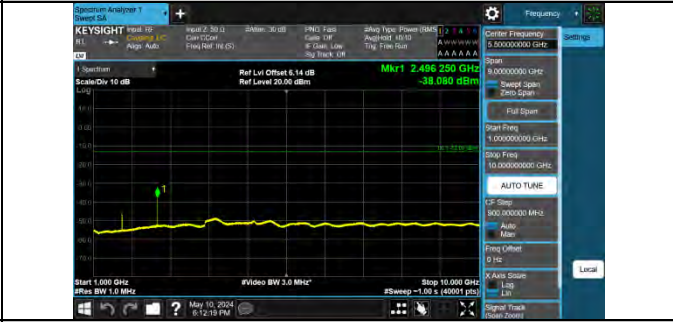 Spectrum Analyzer 1
Swept SA
+
Frequency
KEYSIGHT
Input: RF
Coupling: DC
Align: Auto
Input Z: 50 Ω
Corr CCorr
Freq Ref: Int (S)
#Atten: 30 dB
PNO: Fast
Gate: Off
IF Gain: Low
Sig Track: Off
#Avg Type: Power (RMS)
Trig: Free Run
A W W W W W
A A A A A A
1 Spectrum
Scale/Div 10 dB
Log
Ref Lvl Offset 6.14 dB
Ref Level 20.00 dBm
Mkr1 2.496 250 GHz
-38.080 dBm
1
Start 1.000 GHz
#Res BW 1.0 MHz
#Video BW 3.0 MHz*
Stop 10.000 GHz
#Sweep ~1.00 s (40001 pts)
May 10, 2024
6:12:19 PM
Center Frequency
5.500000000 GHz
Settings
Span
9.00000000 GHz
Swept Span
Zero Span
Full Span
Start Freq
1.000000000 GHz
Stop Freq
10.000000000 GHz
AUTO TUNE
CF Step
900.000000 MHz
Auto
Man
Freq Offset
0 Hz
X Axis Scale
Log
Lin
Signal Track
(Span Zoom)
Local